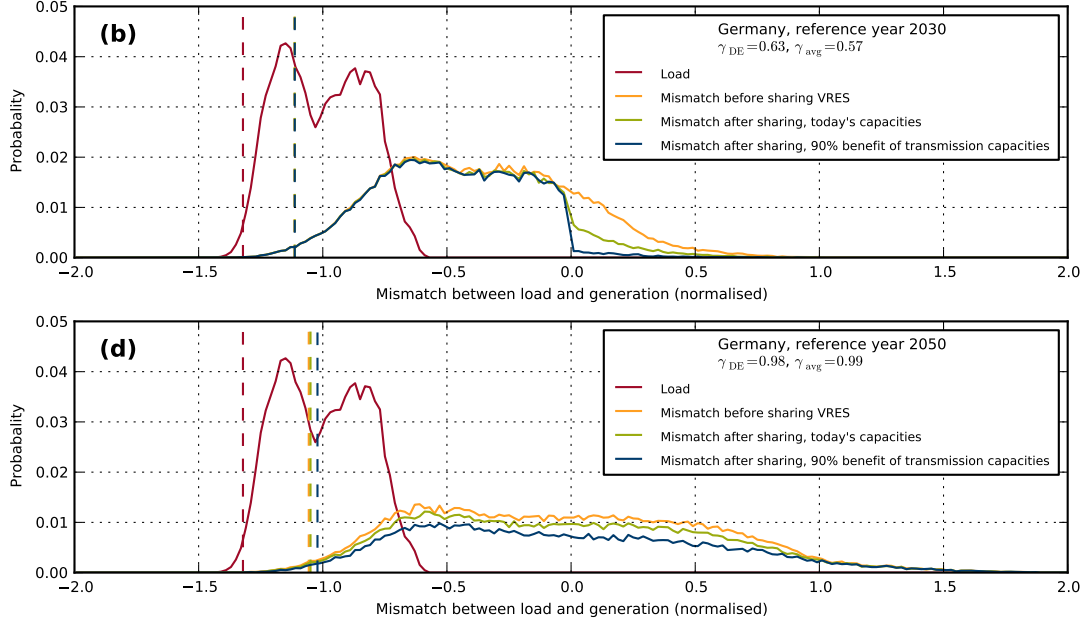 0.05
(b)
Germany, reference year 2030
γ DE=0.63, γ avg=0.57
Load
Mismatch before sharing VRES
Mismatch after sharing, today's capacities
Mismatch after sharing, 90% benefit of transmission capacities
0.04
0.03
0.02
0.01
0.00
Probabality
−2.0 −1.5 −1.0 −0.5 0.0 0.5 1.0 1.5 2.0
Mismatch between load and generation (normalised)
0.05
(d)
Germany, reference year 2050
γ DE=0.98, γ avg=0.99
Load
Mismatch before sharing VRES
Mismatch after sharing, today's capacities
Mismatch after sharing, 90% benefit of transmission capacities
0.04
0.03
0.02
0.01
0.00
Probabality
−2.0 −1.5 −1.0 −0.5 0.0 0.5 1.0 1.5 2.0
Mismatch between load and generation (normalised)